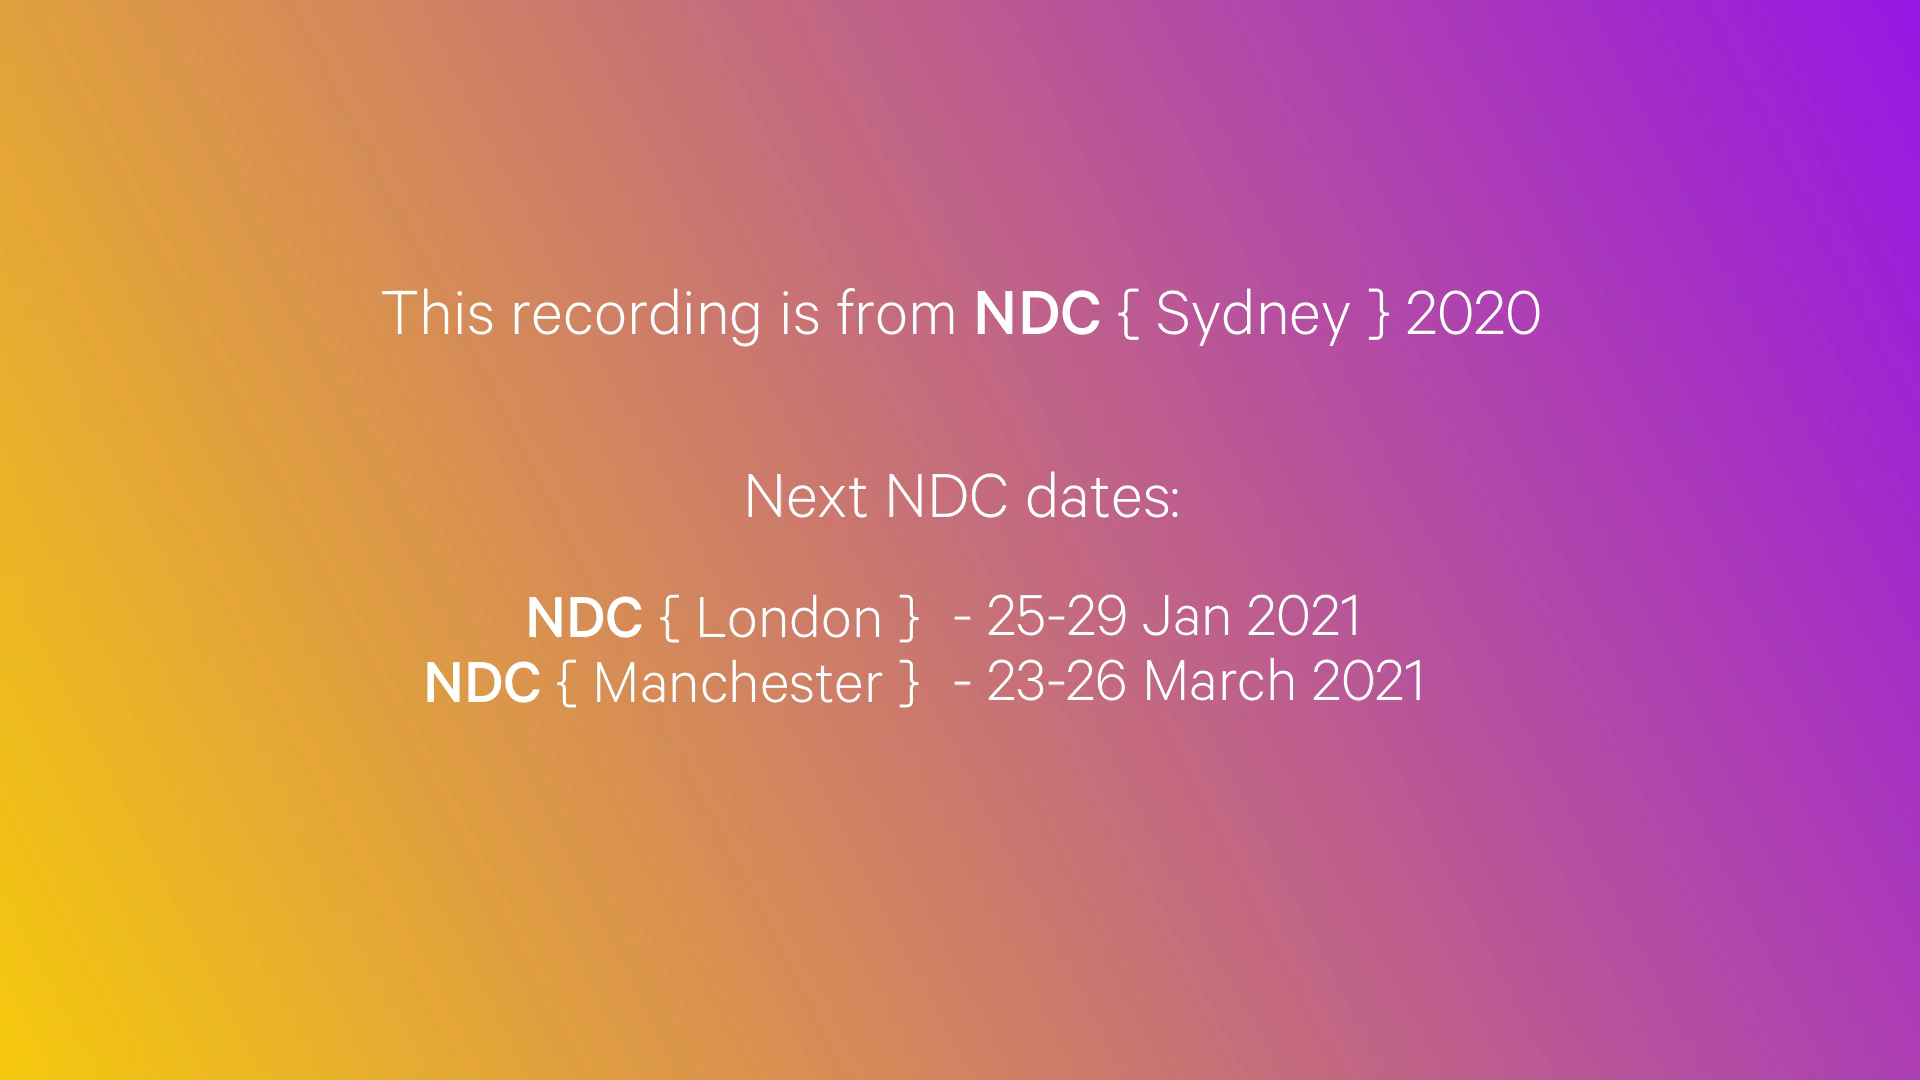 This recording is from NDC { Sydney } 2020
Next NDC dates:
NDC { London } - 25-29 Jan 2021
NDC { Manchester } - 23-26 March 2021